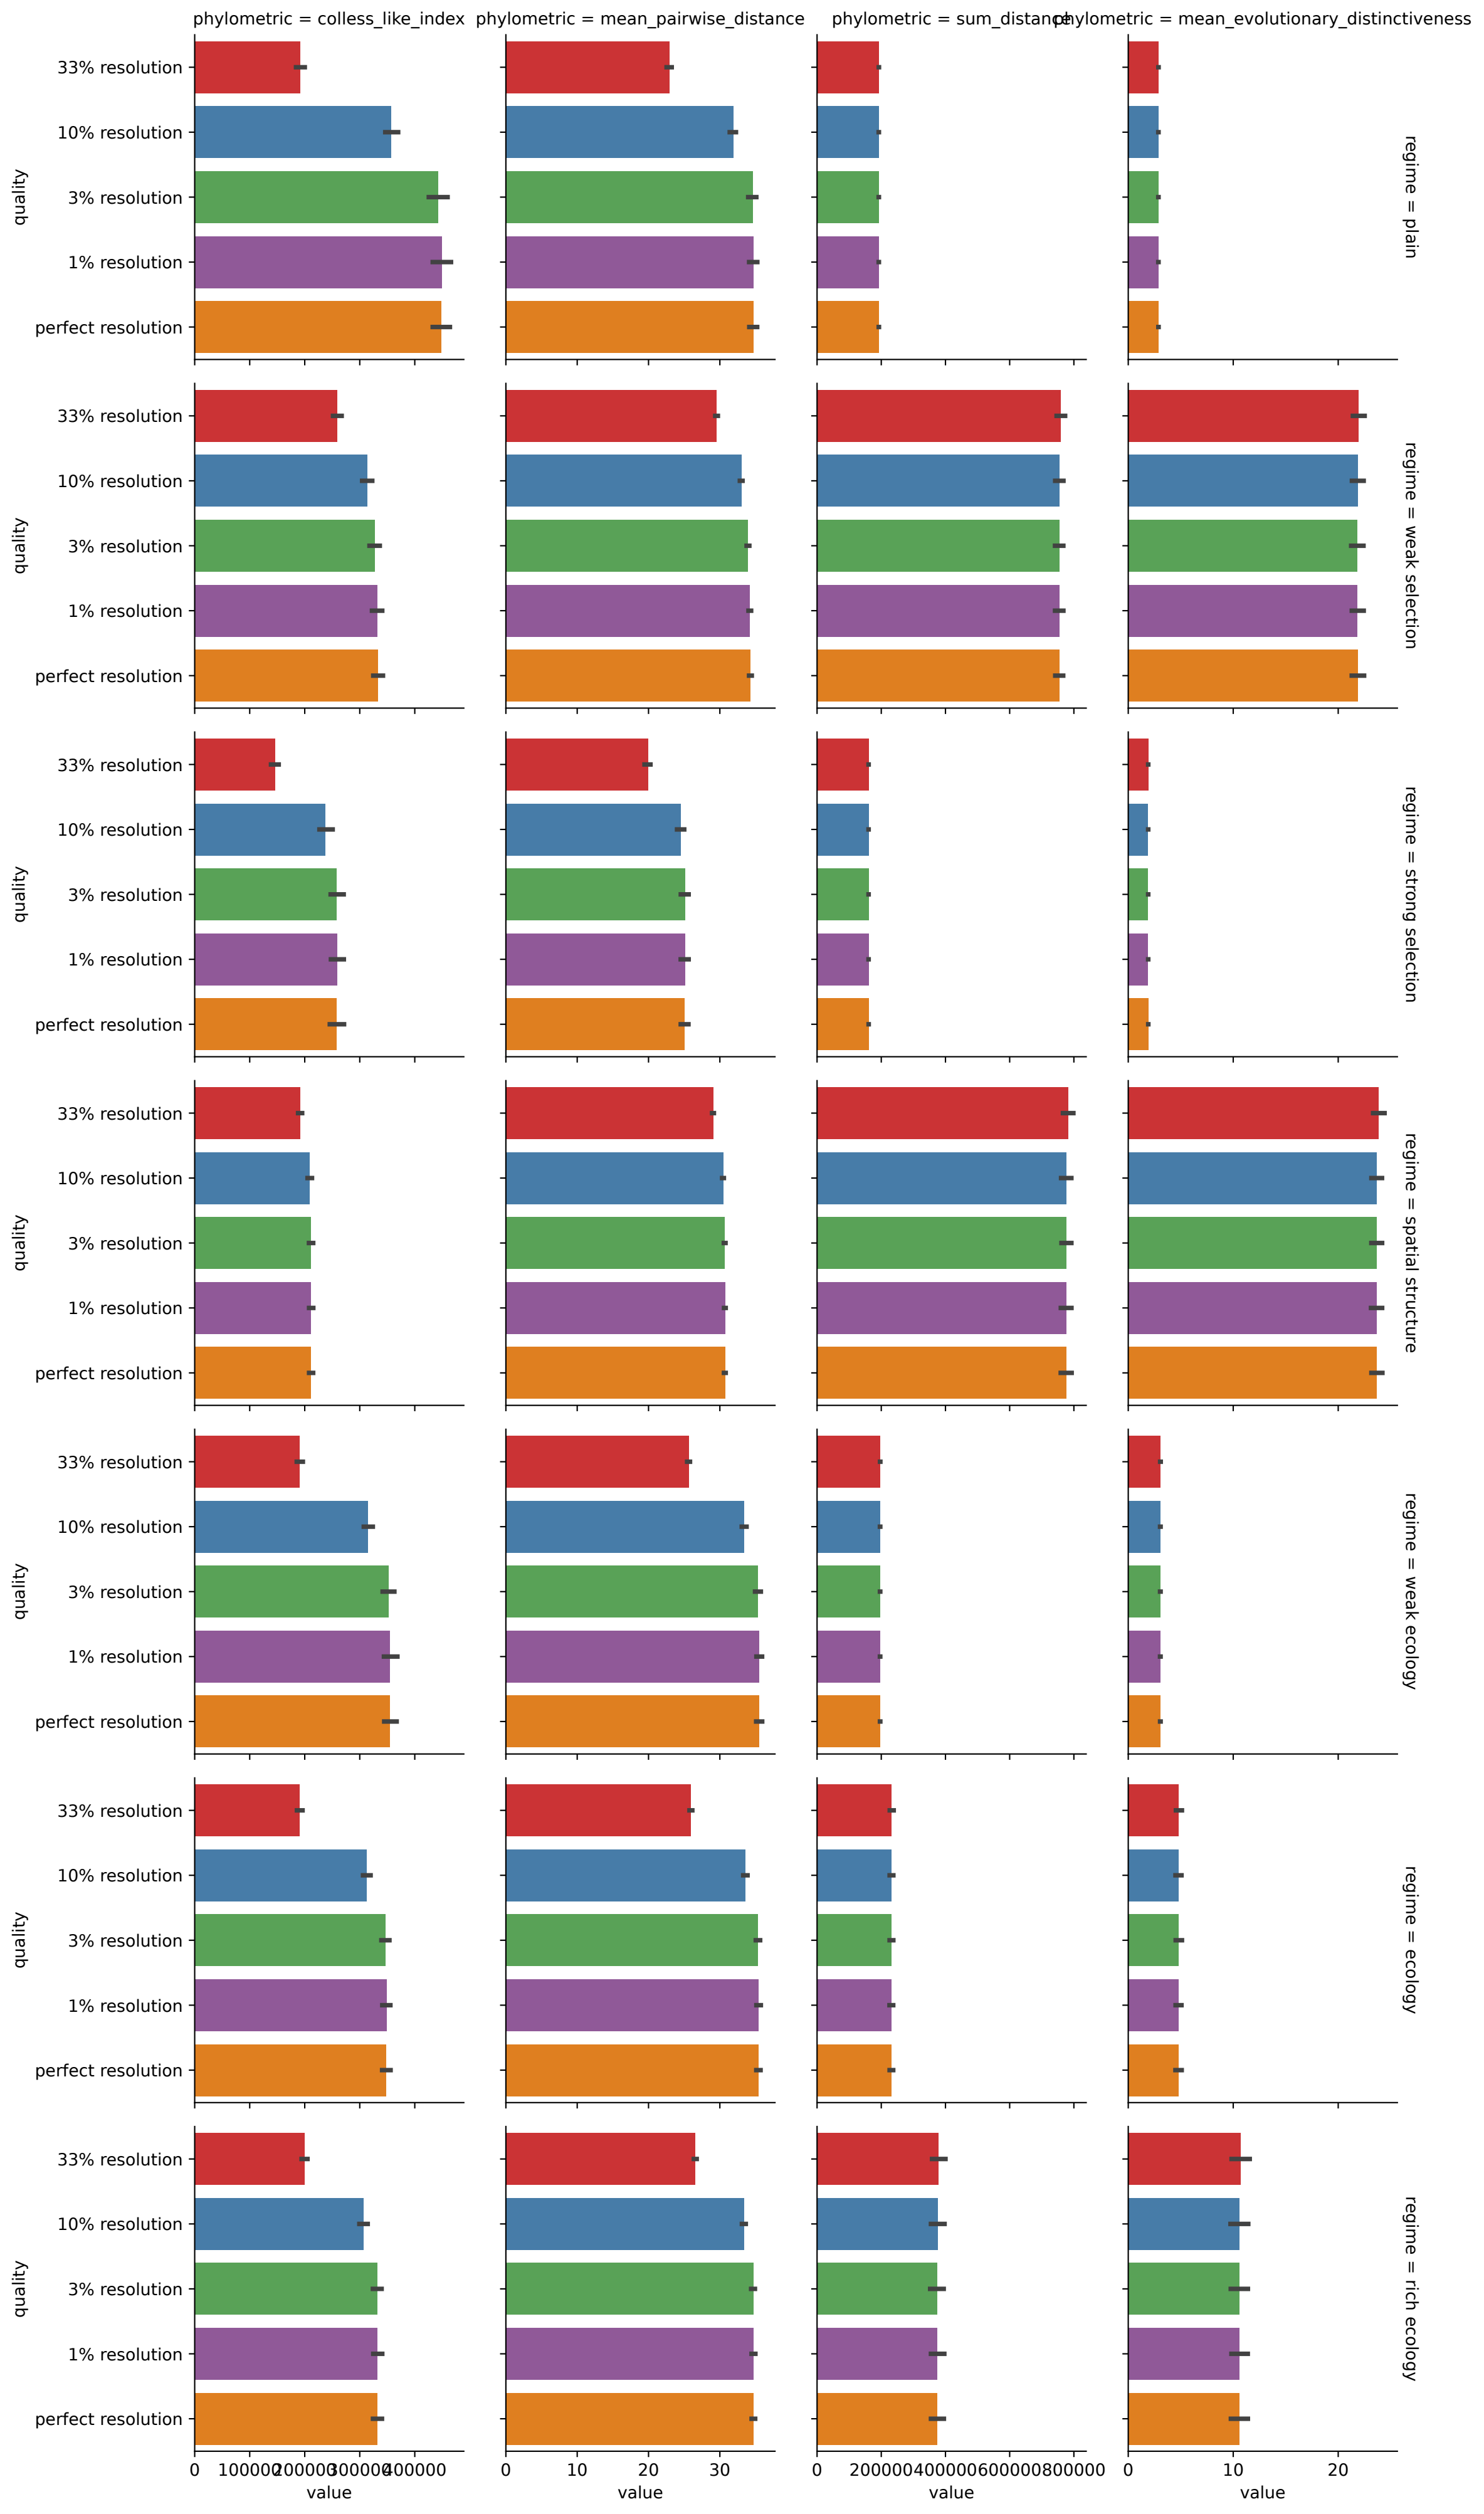 phylometric = colless_like_index
phylometric = mean_pairwise_distance
phylometric = sum_distance
phylometric = mean_evolutionary_distinctiveness
quality
33% resolution
10% resolution
3% resolution
1% resolution
perfect resolution
regime = plain
quality
33% resolution
10% resolution
3% resolution
1% resolution
perfect resolution
regime = weak selection
quality
33% resolution
10% resolution
3% resolution
1% resolution
perfect resolution
regime = strong selection
quality
33% resolution
10% resolution
3% resolution
1% resolution
perfect resolution
regime = spatial structure
quality
33% resolution
10% resolution
3% resolution
1% resolution
perfect resolution
regime = weak ecology
quality
33% resolution
10% resolution
3% resolution
1% resolution
perfect resolution
regime = ecology
quality
33% resolution
10% resolution
3% resolution
1% resolution
perfect resolution
regime = rich ecology
0 100000 200000 300000 400000
0 10 20 30
0 200000 400000 600000 800000
0 10 20
value
value
value
value